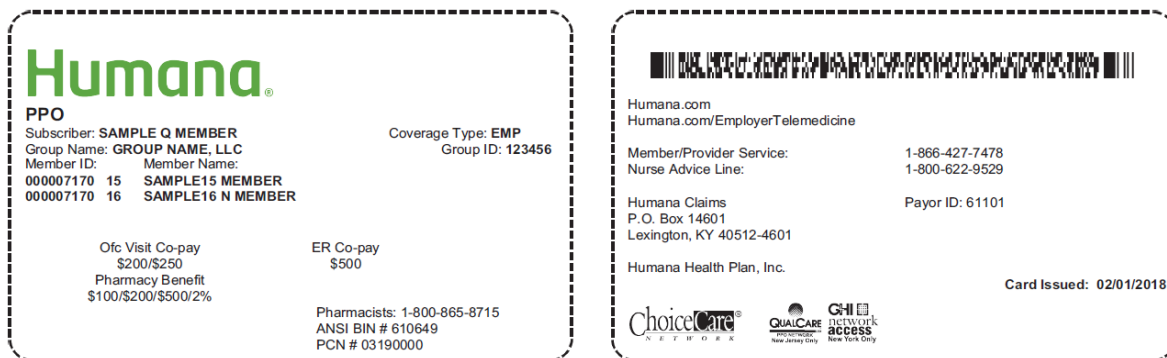 Humana®
PPO
Subscriber: SAMPLE Q MEMBER Coverage Type: EMP
Group Name: GROUP NAME, LLC Group ID: 123456
Member ID: Member Name:
000007170 15 SAMPLE15 MEMBER
000007170 16 SAMPLE16 N MEMBER
Ofc Visit Co-pay ER Co-pay
$200/$250 $500
Pharmacy Benefit
$100/$200/$500/2%
Pharmacists: 1-800-865-8715
ANSI BIN # 610649
PCN # 03190000
Humana.com
Humana.com/EmployerTelemedicine
Member/Provider Service: 1-866-427-7478
Nurse Advice Line: 1-800-622-9529
Humana Claims Payor ID: 61101
P.O. Box 14601
Lexington, KY 40512-4601
Humana Health Plan, Inc.
Card Issued: 02/01/2018
ChoiceCare®
NETWORK
QUALCARE
PPO NETWORK
New Jersey Only
GHI
network
access
New York Only